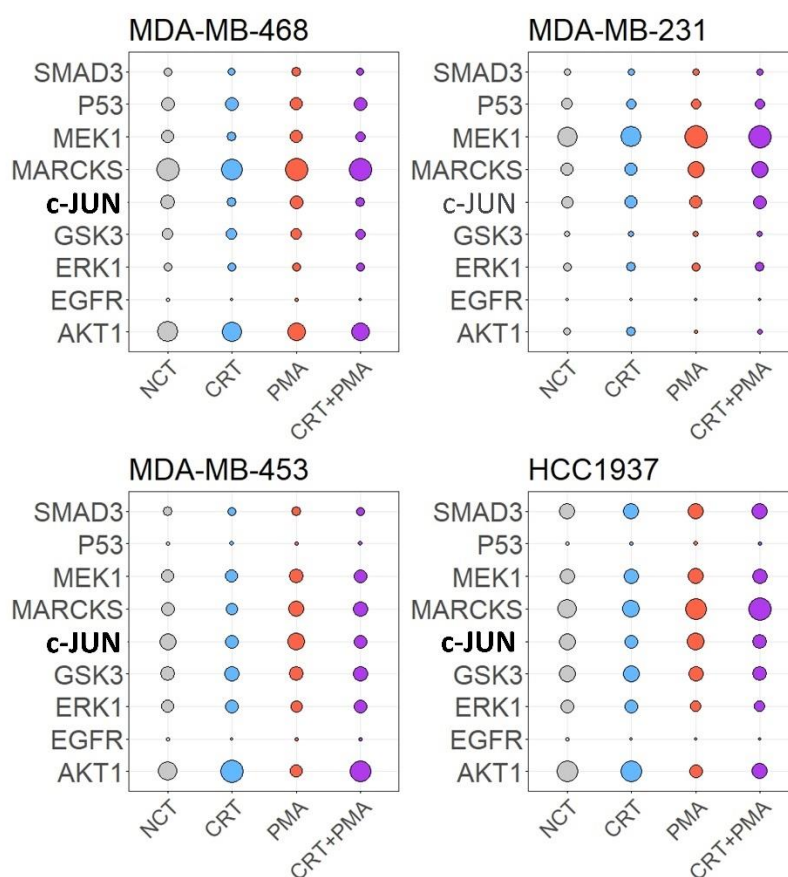 MDA-MB-468
SMAD3
P53
MEK1
MARCKS
c-JUN
GSK3
ERK1
EGFR
AKT1
NCT
CRT
PMA
CRT+PMA
MDA-MB-231
SMAD3
P53
MEK1
MARCKS
c-JUN
GSK3
ERK1
EGFR
AKT1
NCT
CRT
PMA
CRT+PMA
MDA-MB-453
SMAD3
P53
MEK1
MARCKS
c-JUN
GSK3
ERK1
EGFR
AKT1
NCT
CRT
PMA
CRT+PMA
HCC1937
SMAD3
P53
MEK1
MARCKS
c-JUN
GSK3
ERK1
EGFR
AKT1
NCT
CRT
PMA
CRT+PMA